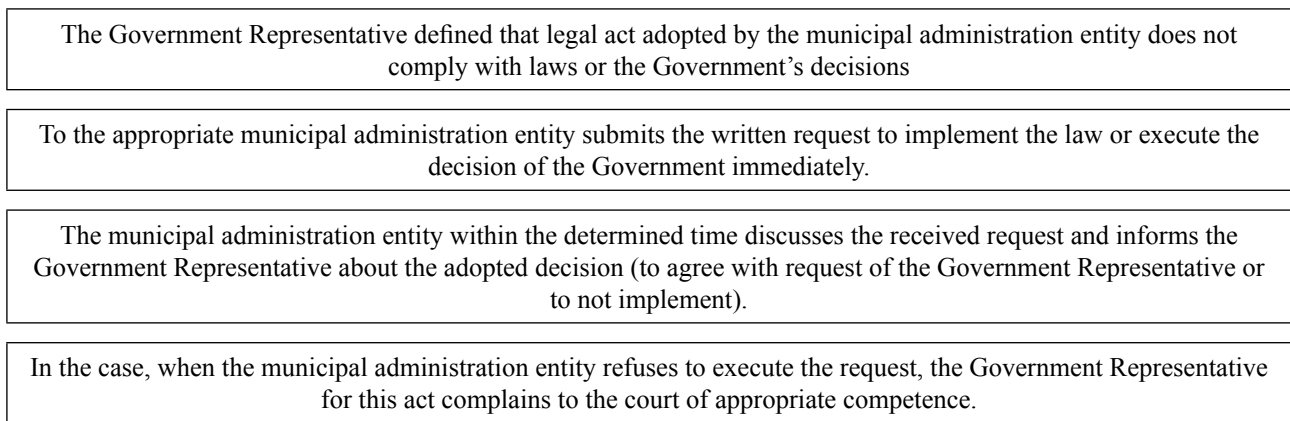 The Government Representative defined that legal act adopted by the municipal administration entity does not
comply with laws or the Government’s decisions
To the appropriate municipal administration entity submits the written request to implement the law or execute the
decision of the Government immediately.
The municipal administration entity within the determined time discusses the received request and informs the
Government Representative about the adopted decision (to agree with request of the Government Representative or
to not implement).
In the case, when the municipal administration entity refuses to execute the request, the Government Representative
for this act complains to the court of appropriate competence.